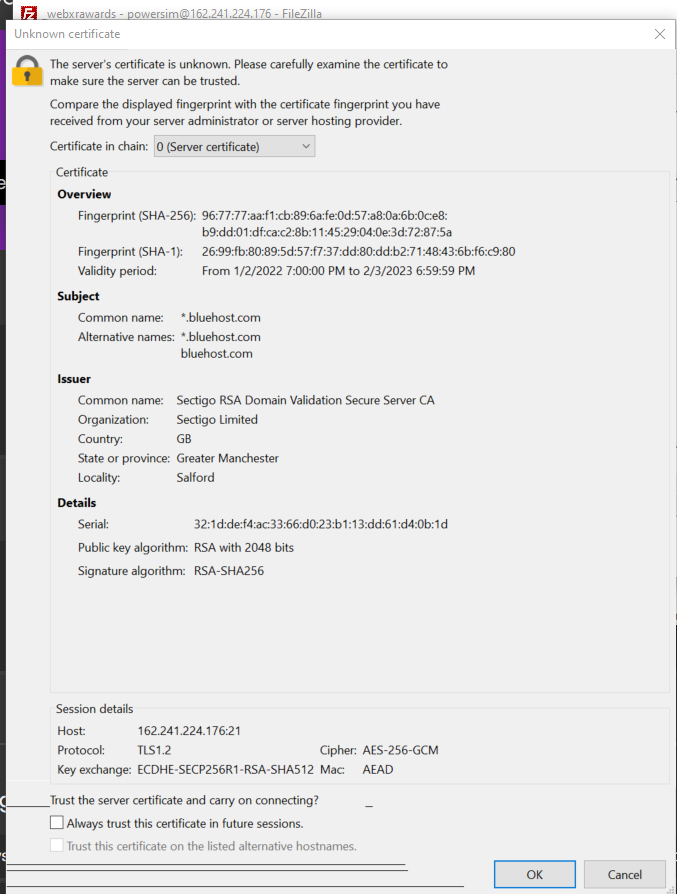 _webxrawards - powersim@162.241.224.176 - FileZilla
Unknown certificate
The server's certificate is unknown. Please carefully examine the certificate to
make sure the server can be trusted.
Compare the displayed fingerprint with the certificate fingerprint you have
received from your server administrator or server hosting provider.
Certificate in chain: 0 (Server certificate)
Certificate
Overview
Fingerprint (SHA-256): 96:77:77:aa:f1:cb:89:6a:fe:0d:57:a8:0a:6b:0c:e8:
b9:dd:01:df:ca:c2:8b:11:45:29:04:0e:3d:72:87:5a
Fingerprint (SHA-1): 26:99:fb:80:89:5d:57:f7:37:dd:80:dd:b2:71:48:43:6b:f6:c9:80
Validity period: From 1/2/2022 7:00:00 PM to 2/3/2023 6:59:59 PM
Subject
Common name: *.bluehost.com
Alternative names: *.bluehost.com
bluehost.com
Issuer
Common name: Sectigo RSA Domain Validation Secure Server CA
Organization: Sectigo Limited
Country: GB
State or province: Greater Manchester
Locality: Salford
Details
Serial: 32:1d:de:f4:ac:33:66:d0:23:b1:13:dd:61:d4:0b:1d
Public key algorithm: RSA with 2048 bits
Signature algorithm: RSA-SHA256
Session details
Host: 162.241.224.176:21
Protocol: TLS1.2 Cipher: AES-256-GCM
Key exchange: ECDHE-SECP256R1-RSA-SHA512 Mac: AEAD
Trust the server certificate and carry on connecting?
Always trust this certificate in future sessions.
Trust this certificate on the listed alternative hostnames.
OK Cancel